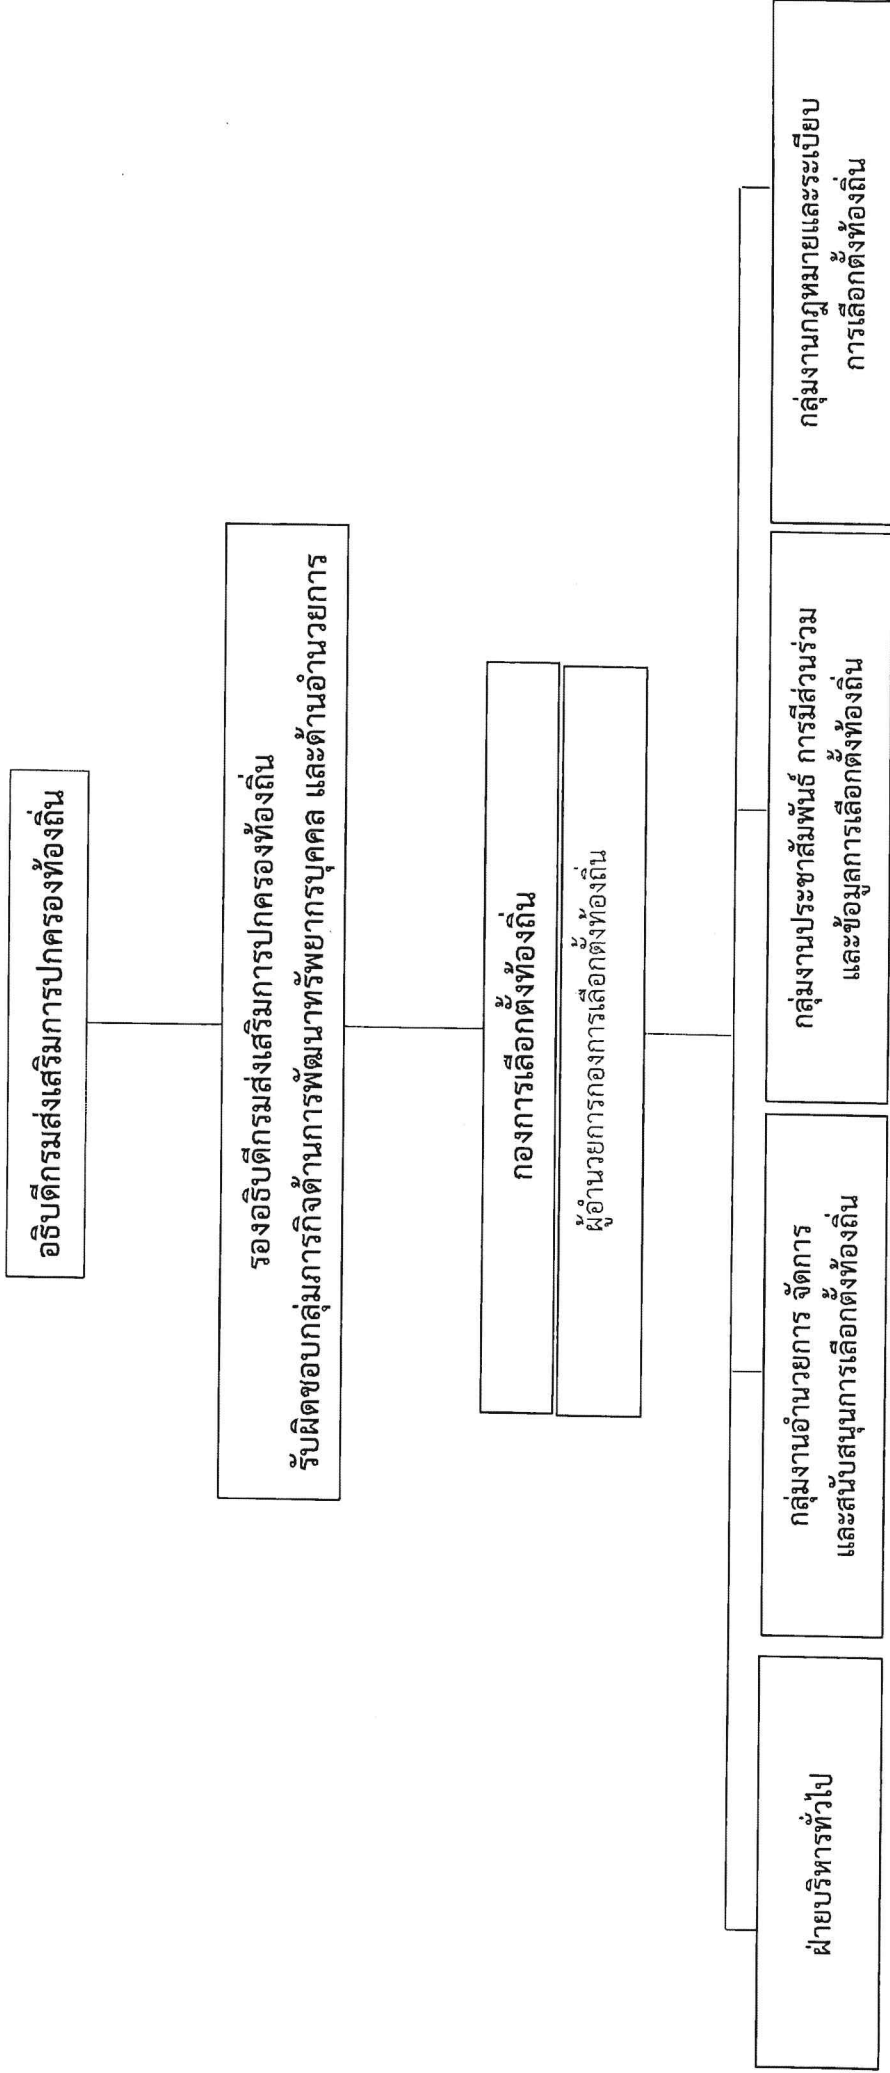 อธิบดีกรมส่งเสริมการปกครองท้องถิ่น
รองอธิบดีกรมส่งเสริมการปกครองท้องถิ่น
รับผิดชอบกลุ่มภารกิจด้านการพัฒนาทรัพยากรบุคคล และด้านอำนวยการ
กองการเลือกตั้งท้องถิ่น
ผู้อำนวยการกองการเลือกตั้งท้องถิ่น
ฝ่ายบริหารทั่วไป
กลุ่มงานอำนวยการ จัดการ
และสนับสนุนการเลือกตั้งท้องถิ่น
กลุ่มงานประชาสัมพันธ์ การมีส่วนร่วม
และข้อมูลการเลือกตั้งท้องถิ่น
กลุ่มงานกฎหมายและระเบียบ
การเลือกตั้งท้องถิ่น